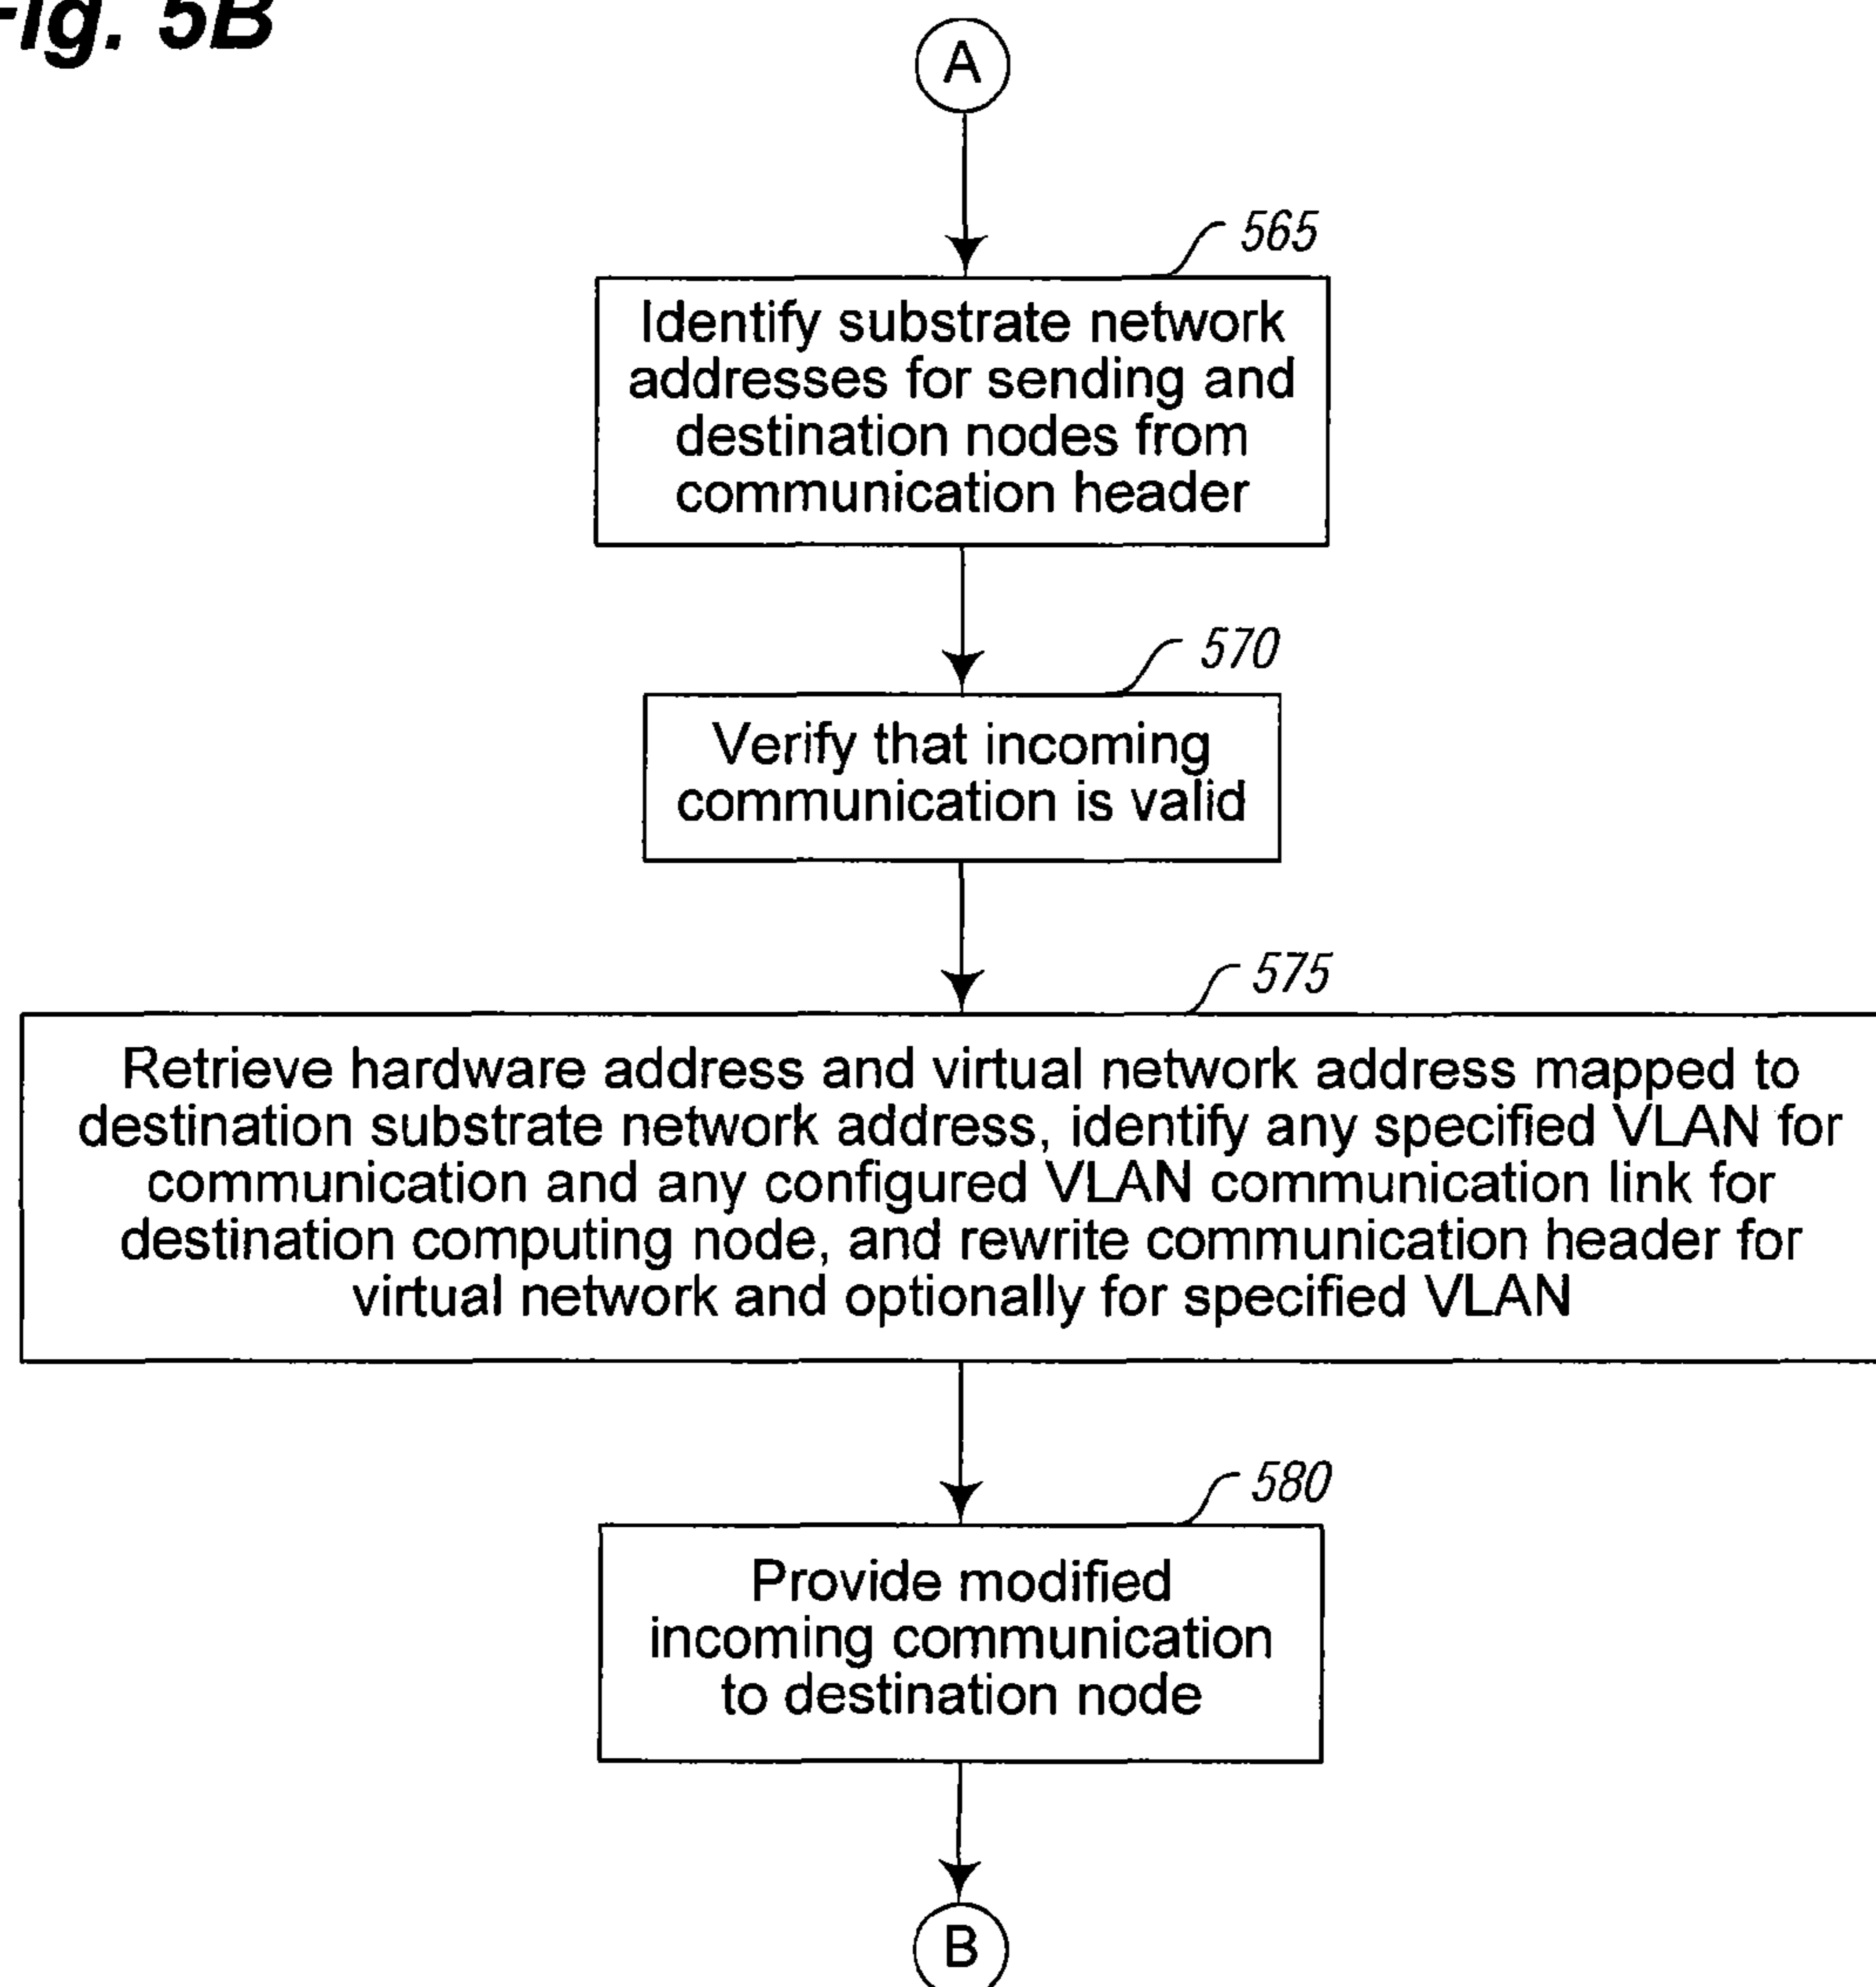 Fig. 5B
A
565
Identify substrate network
addresses for sending and
destination nodes from
communication header
570
Verify that incoming
communication is valid
575
Retrieve hardware address and virtual network address mapped to
destination substrate network address, identify any specified VLAN for
communication and any configured VLAN communication link for
destination computing node, and rewrite communication header for
virtual network and optionally for specified VLAN
580
Provide modified
incoming communication
to destination node
B